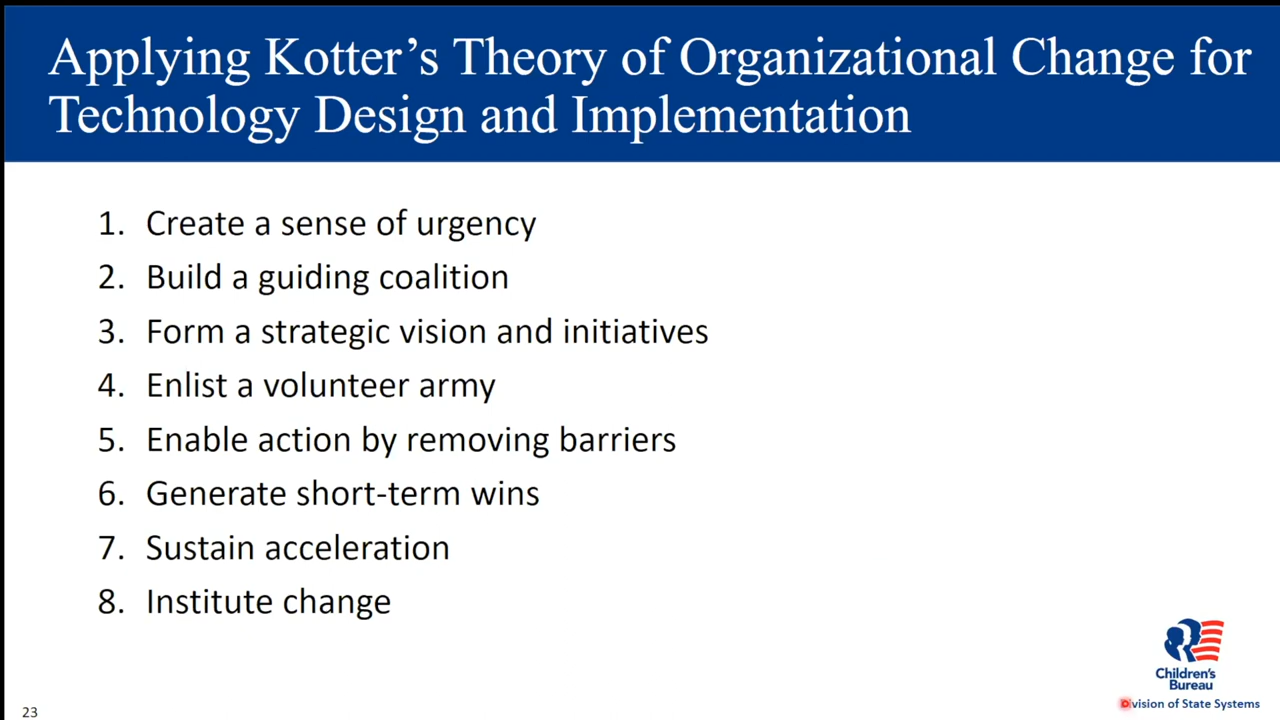 Applying Kotter’s Theory of Organizational Change for
Technology Design and Implementation
1. Create a sense of urgency
2. Build a guiding coalition
3. Form a strategic vision and initiatives
4. Enlist a volunteer army
5. Enable action by removing barriers
6. Generate short-term wins
7. Sustain acceleration
8. Institute change
Children's
Bureau
Division of State Systems
23